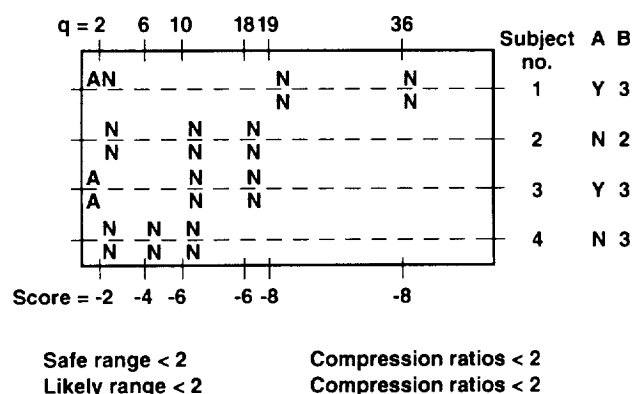 q = 2 6 10 18 19 36
Subject no. A B
AN N N 1 Y 3
N N
N N N 2 N 2
N N N
A N N 3 Y 3
A N N
N N N 4 N 3
N N N
Score = -2 -4 -6 -6 -8 -8
Safe range < 2 Compression ratios < 2
Likely range < 2 Compression ratios < 2